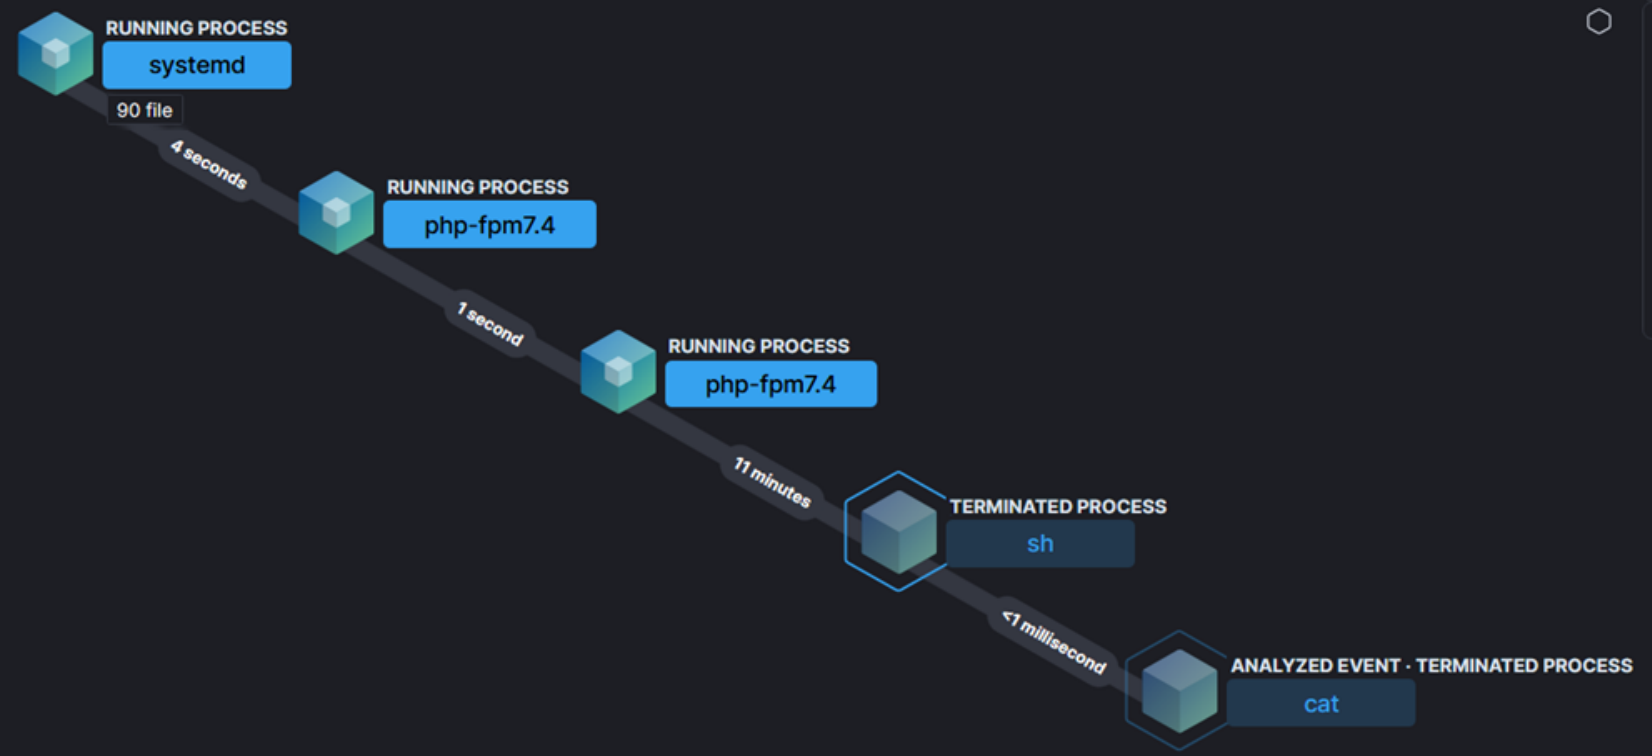 RUNNING PROCESS
systemd
90 file
4 seconds
RUNNING PROCESS
php-fpm7.4
1 second
RUNNING PROCESS
php-fpm7.4
11 minutes
TERMINATED PROCESS
sh
<1 millisecond
ANALYZED EVENT · TERMINATED PROCESS
cat